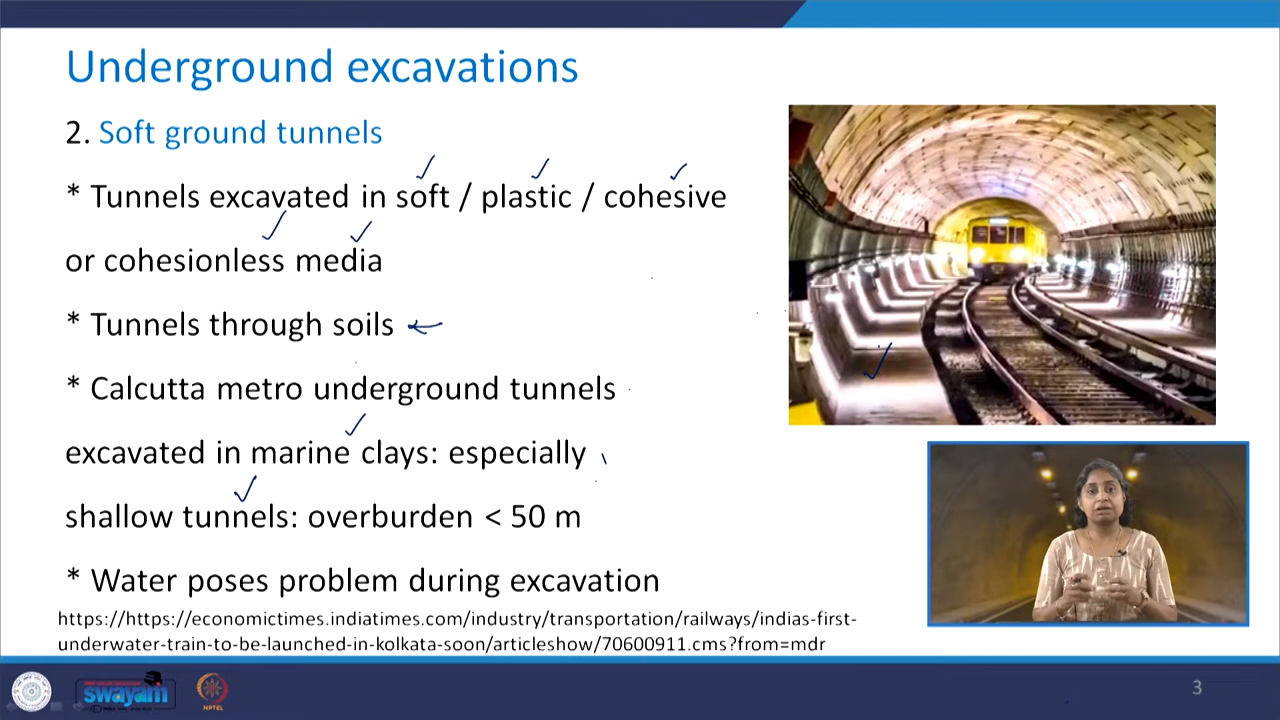 Underground excavations
2. Soft ground tunnels
* Tunnels excavated in soft / plastic / cohesive
or cohesionless media
* Tunnels through soils
* Calcutta metro underground tunnels
excavated in marine clays: especially
shallow tunnels: overburden < 50 m
* Water poses problem during excavation
https://https://economictimes.indiatimes.com/industry/transportation/railways/indias-first-
underwater-train-to-be-launched-in-kolkata-soon/articleshow/70600911.cms?from=mdr
swayam
NPTEL
3